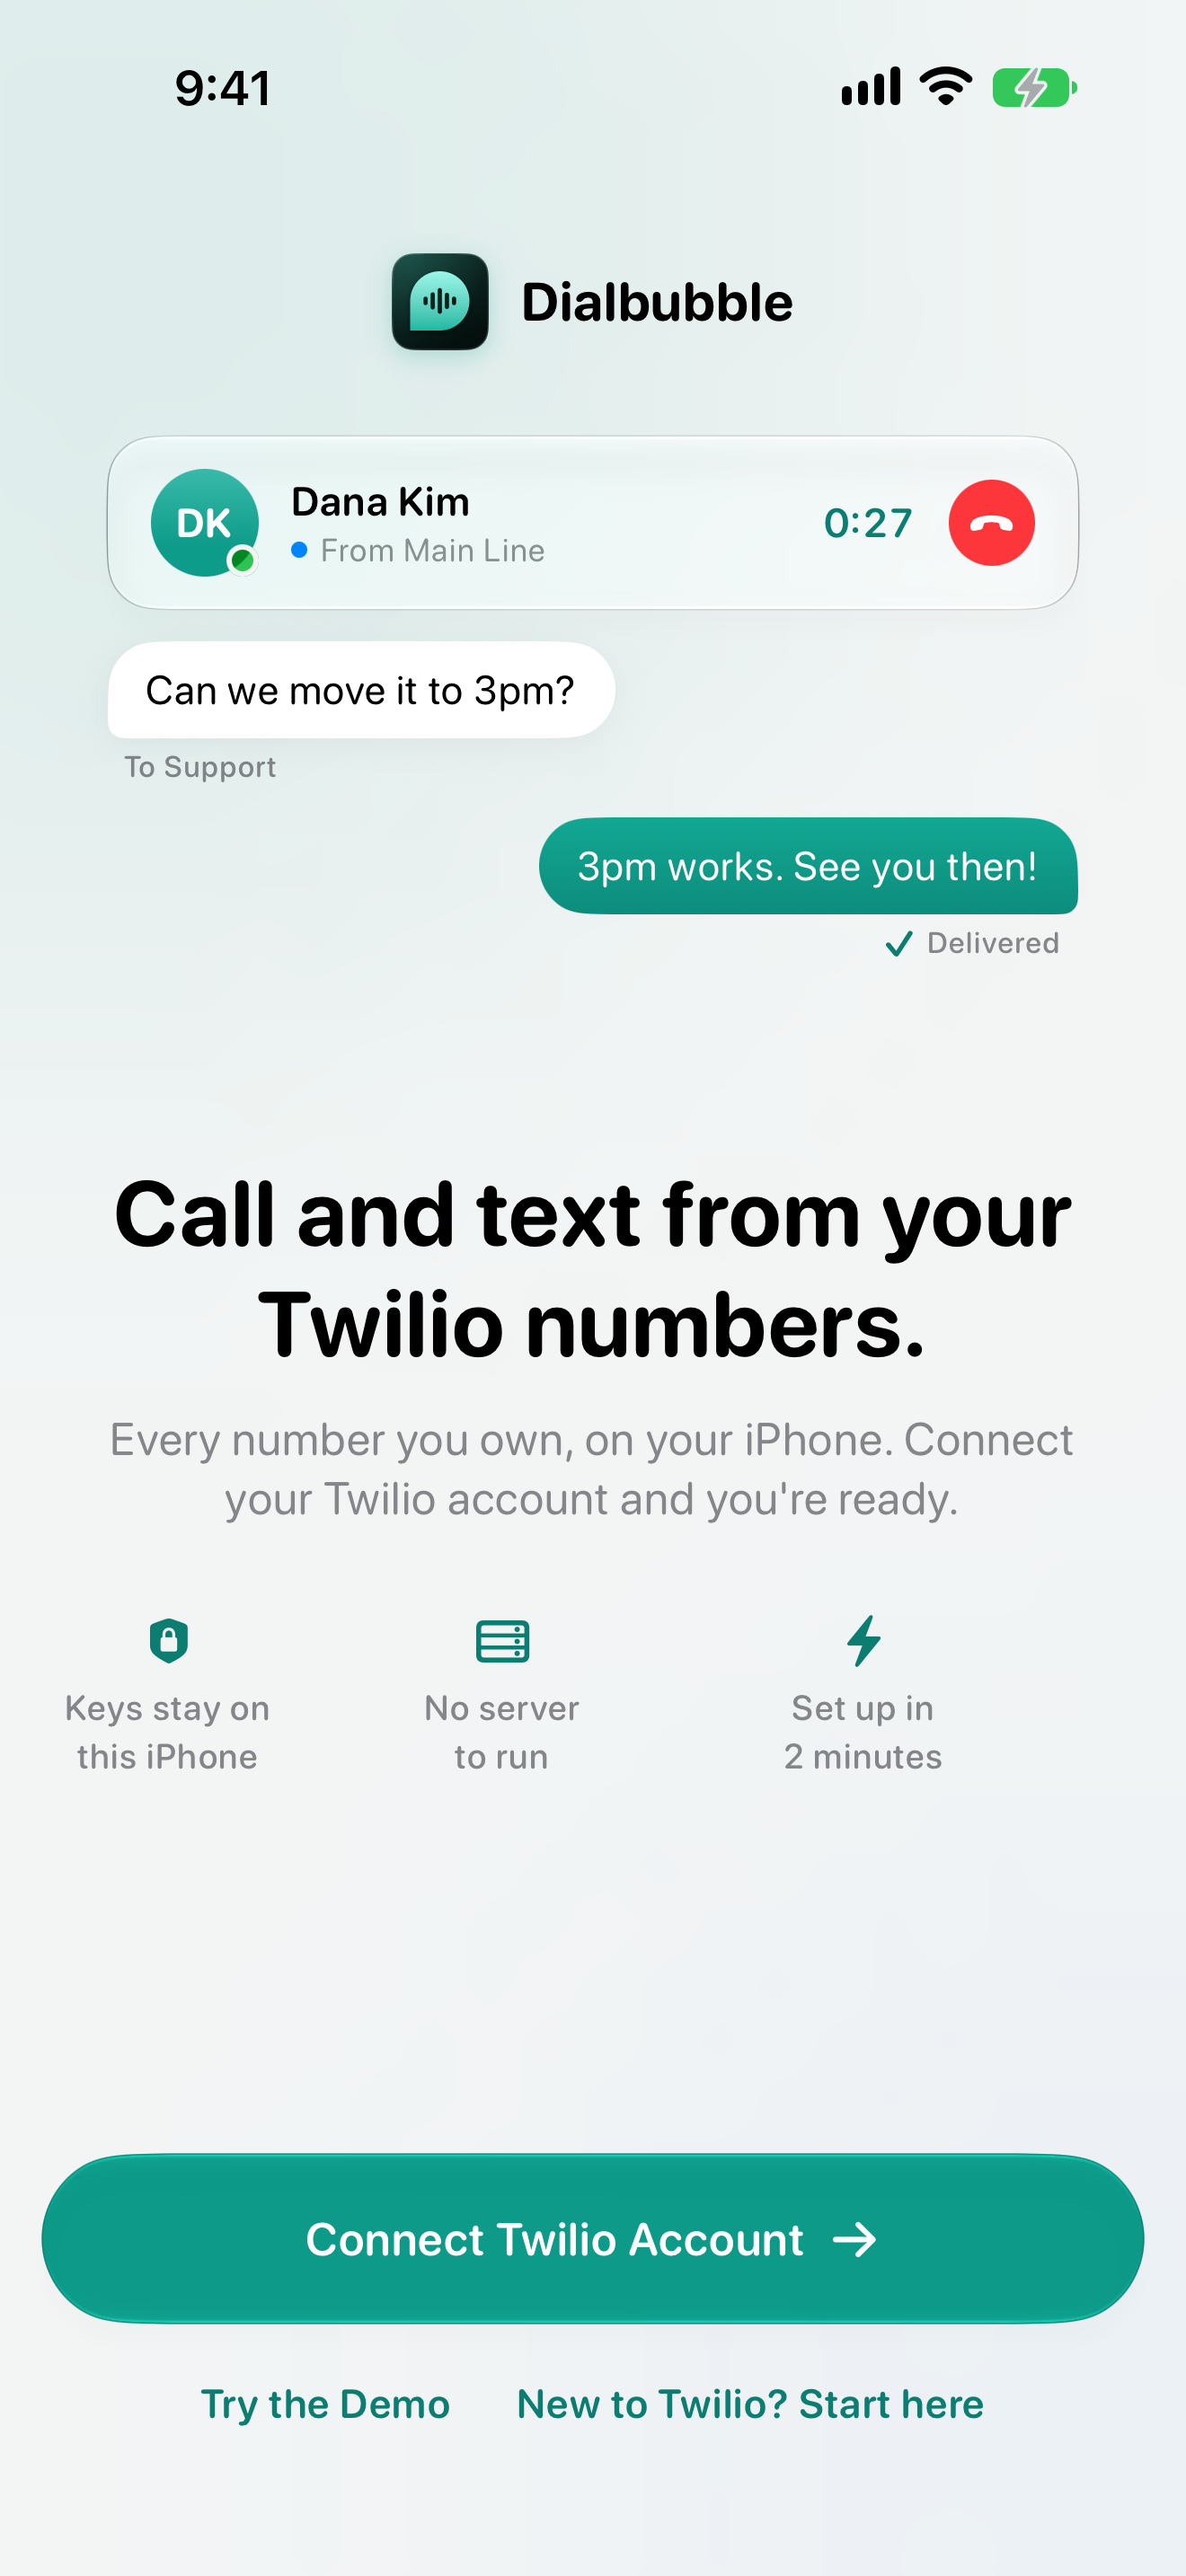 9:41
Dialbubble
DK
Dana Kim
From Main Line
0:27
Can we move it to 3pm?
To Support
3pm works. See you then!
Delivered
Call and text from your
Twilio numbers.
Every number you own, on your iPhone. Connect
your Twilio account and you're ready.
Keys stay on
this iPhone
No server
to run
Set up in
2 minutes
Connect Twilio Account
Try the Demo
New to Twilio? Start here